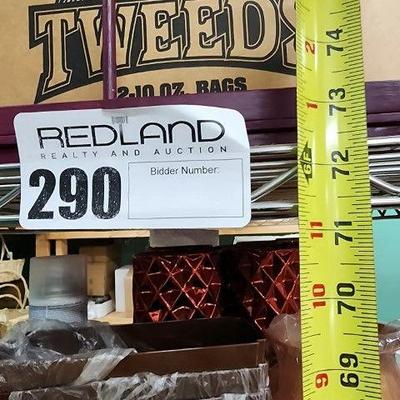 TWEEDS
2-10 OZ. BAGS
REDLAND
REALTY AND AUCTION
290
Bidder Number:
2 74
1 73
6F 72
11 71
10 70
9 69